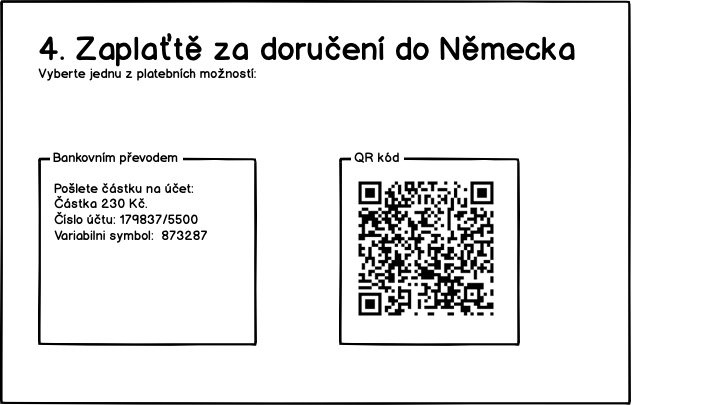 4. Zaplaťtě za doručení do Německa
Vyberte jednu z platebních možností:
Bankovním převodem
Pošlete částku na účet:
Částka 230 Kč.
Číslo účtu: 179837/5500
Variabilni symbol: 873287
QR kód